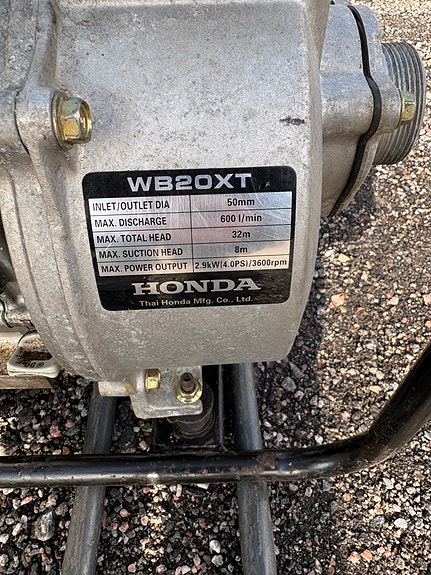 WB20XT
INLET/OUTLET DIA 50mm
MAX. DISCHARGE 600 l/min
MAX. TOTAL HEAD 32m
MAX. SUCTION HEAD 8m
MAX. POWER OUTPUT 2.9kW(4.0PS)/3600rpm
HONDA
Thai Honda Mfg. Co., Ltd.